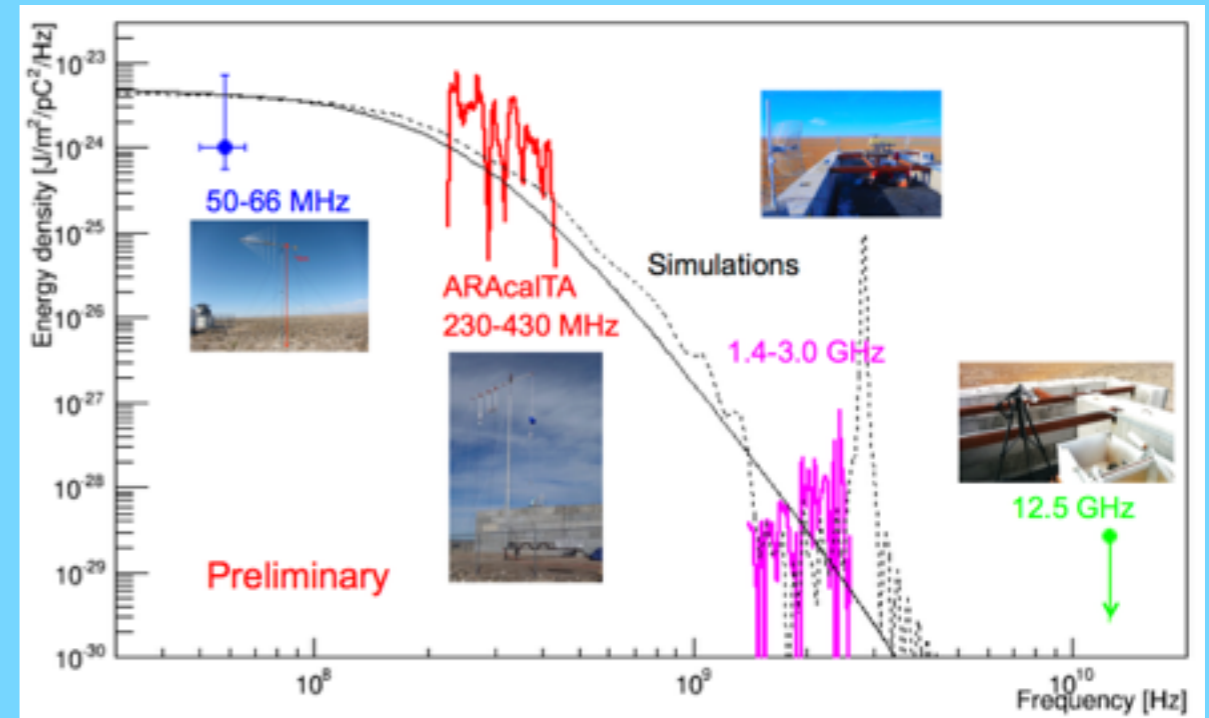 Energy density [J/m²/pC²/Hz]
10⁻²³
10⁻²⁴
10⁻²⁵
10⁻²⁶
10⁻²⁷
10⁻²⁸
10⁻²⁹
10⁻³⁰
50-66 MHz
ARAcalTA
230-430 MHz
Simulations
1.4-3.0 GHz
12.5 GHz
Preliminary
10⁸
10⁹
10¹⁰
Frequency [Hz]